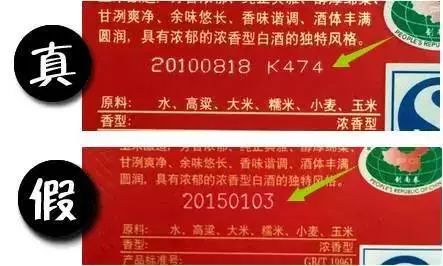 真
甘洌爽净、余味悠长、香味谐调、酒体丰满
圆润，具有浓郁的浓香型白酒的独特风格。
20100818 K474
原料： 水、高粱、大米、糯米、小麦、玉米
香型： 浓香型
PEOPLE'S REPUBLIC
假
甘洌爽净、余味悠长、香味谐调、酒体丰满
圆润，具有浓郁的浓香型白酒的独特风格。
20150103
剑南春
PEOPLE'S REPUBLIC OF C
原料： 水、高粱、大米、糯米、小麦、玉米
香型： 浓香型
产品标准号：